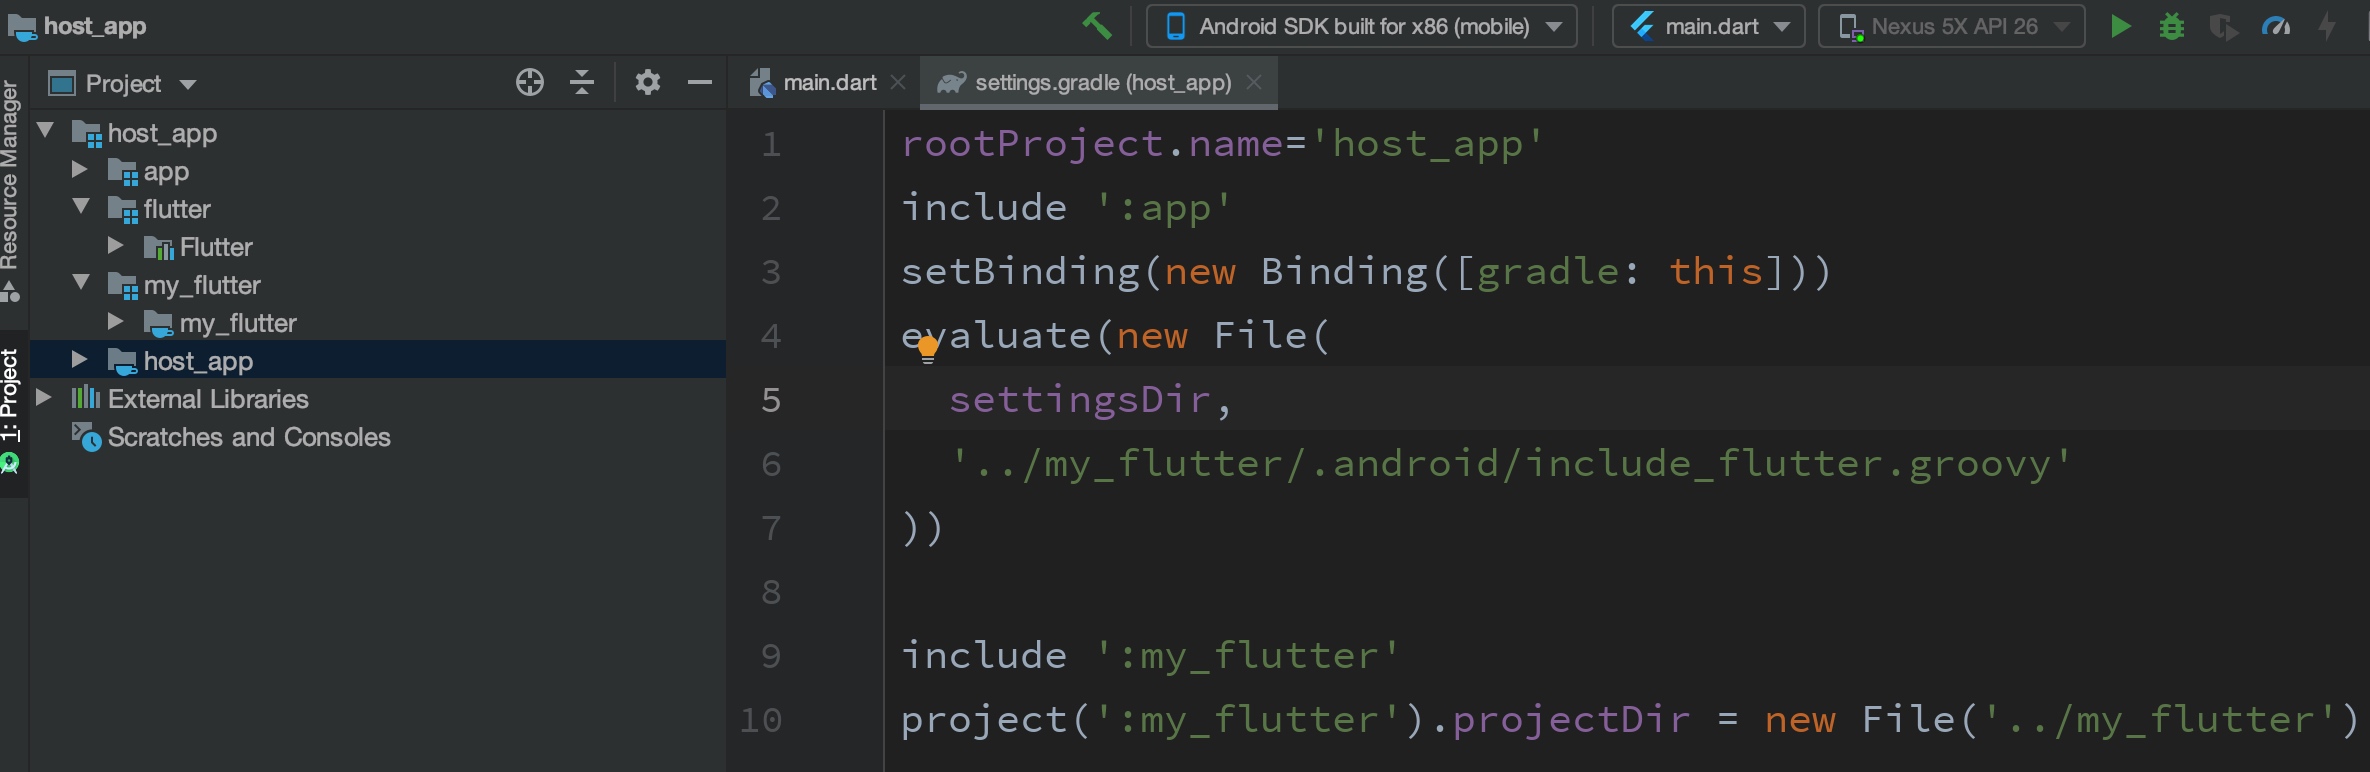 host_app
Android SDK built for x86 (mobile)
main.dart
Nexus 5X API 26
Resource Manager
1: Project
Project
host_app
app
flutter
Flutter
my_flutter
my_flutter
host_app
External Libraries
Scratches and Consoles
main.dart
settings.gradle (host_app)
1 rootProject.name='host_app'
2 include ':app'
3 setBinding(new Binding([gradle: this]))
4 evaluate(new File(
5   settingsDir,
6   '../my_flutter/.android/include_flutter.groovy'
7 ))
8
9 include ':my_flutter'
10 project(':my_flutter').projectDir = new File('../my_flutter')